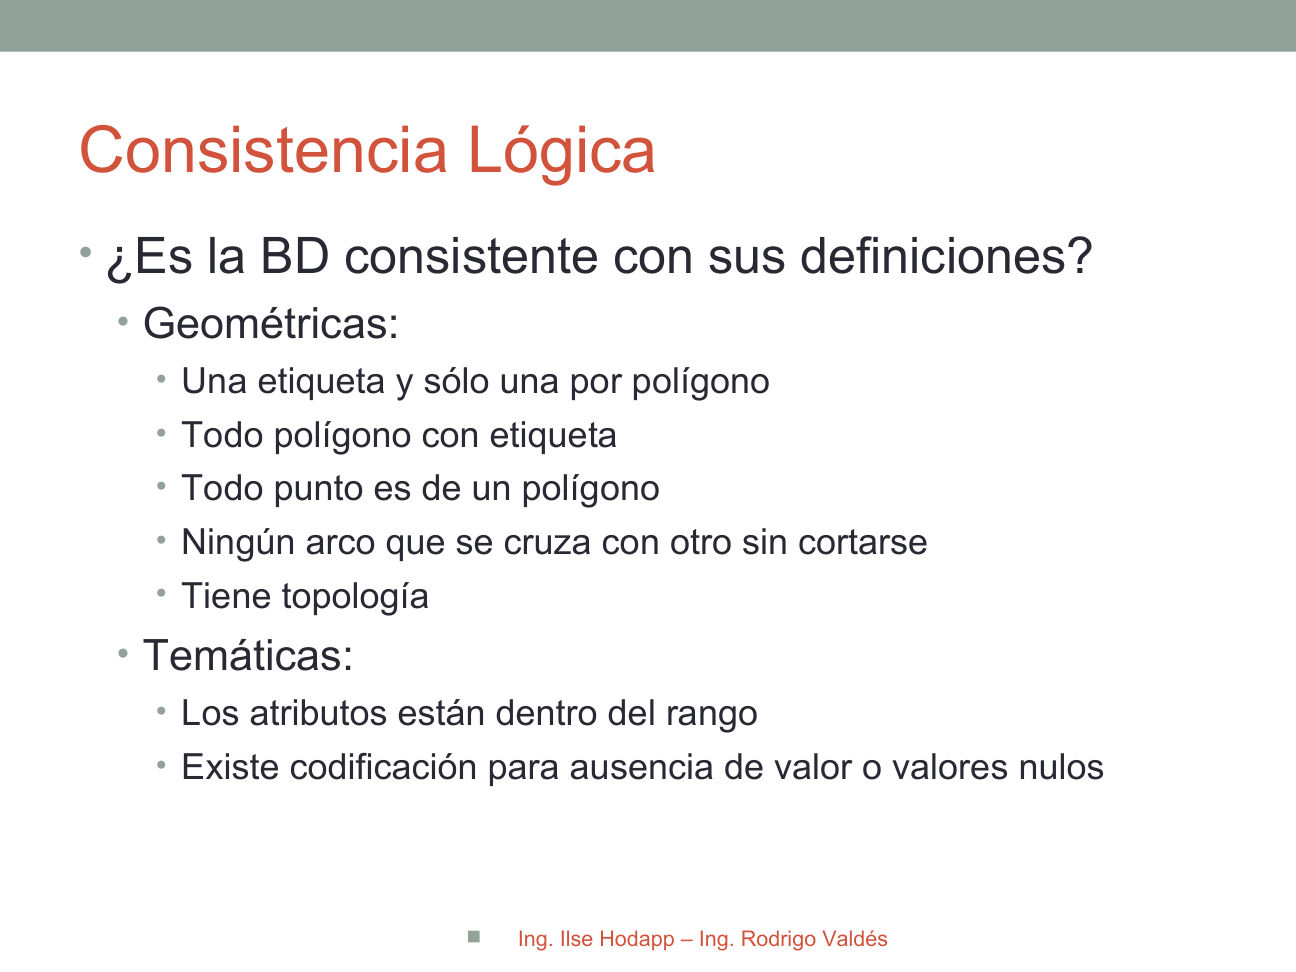 Consistencia Lógica
• ¿Es la BD consistente con sus definiciones?
• Geométricas:
• Una etiqueta y sólo una por polígono
• Todo polígono con etiqueta
• Todo punto es de un polígono
• Ningún arco que se cruza con otro sin cortarse
• Tiene topología
• Temáticas:
• Los atributos están dentro del rango
• Existe codificación para ausencia de valor o valores nulos
■ Ing. Ilse Hodapp – Ing. Rodrigo Valdés